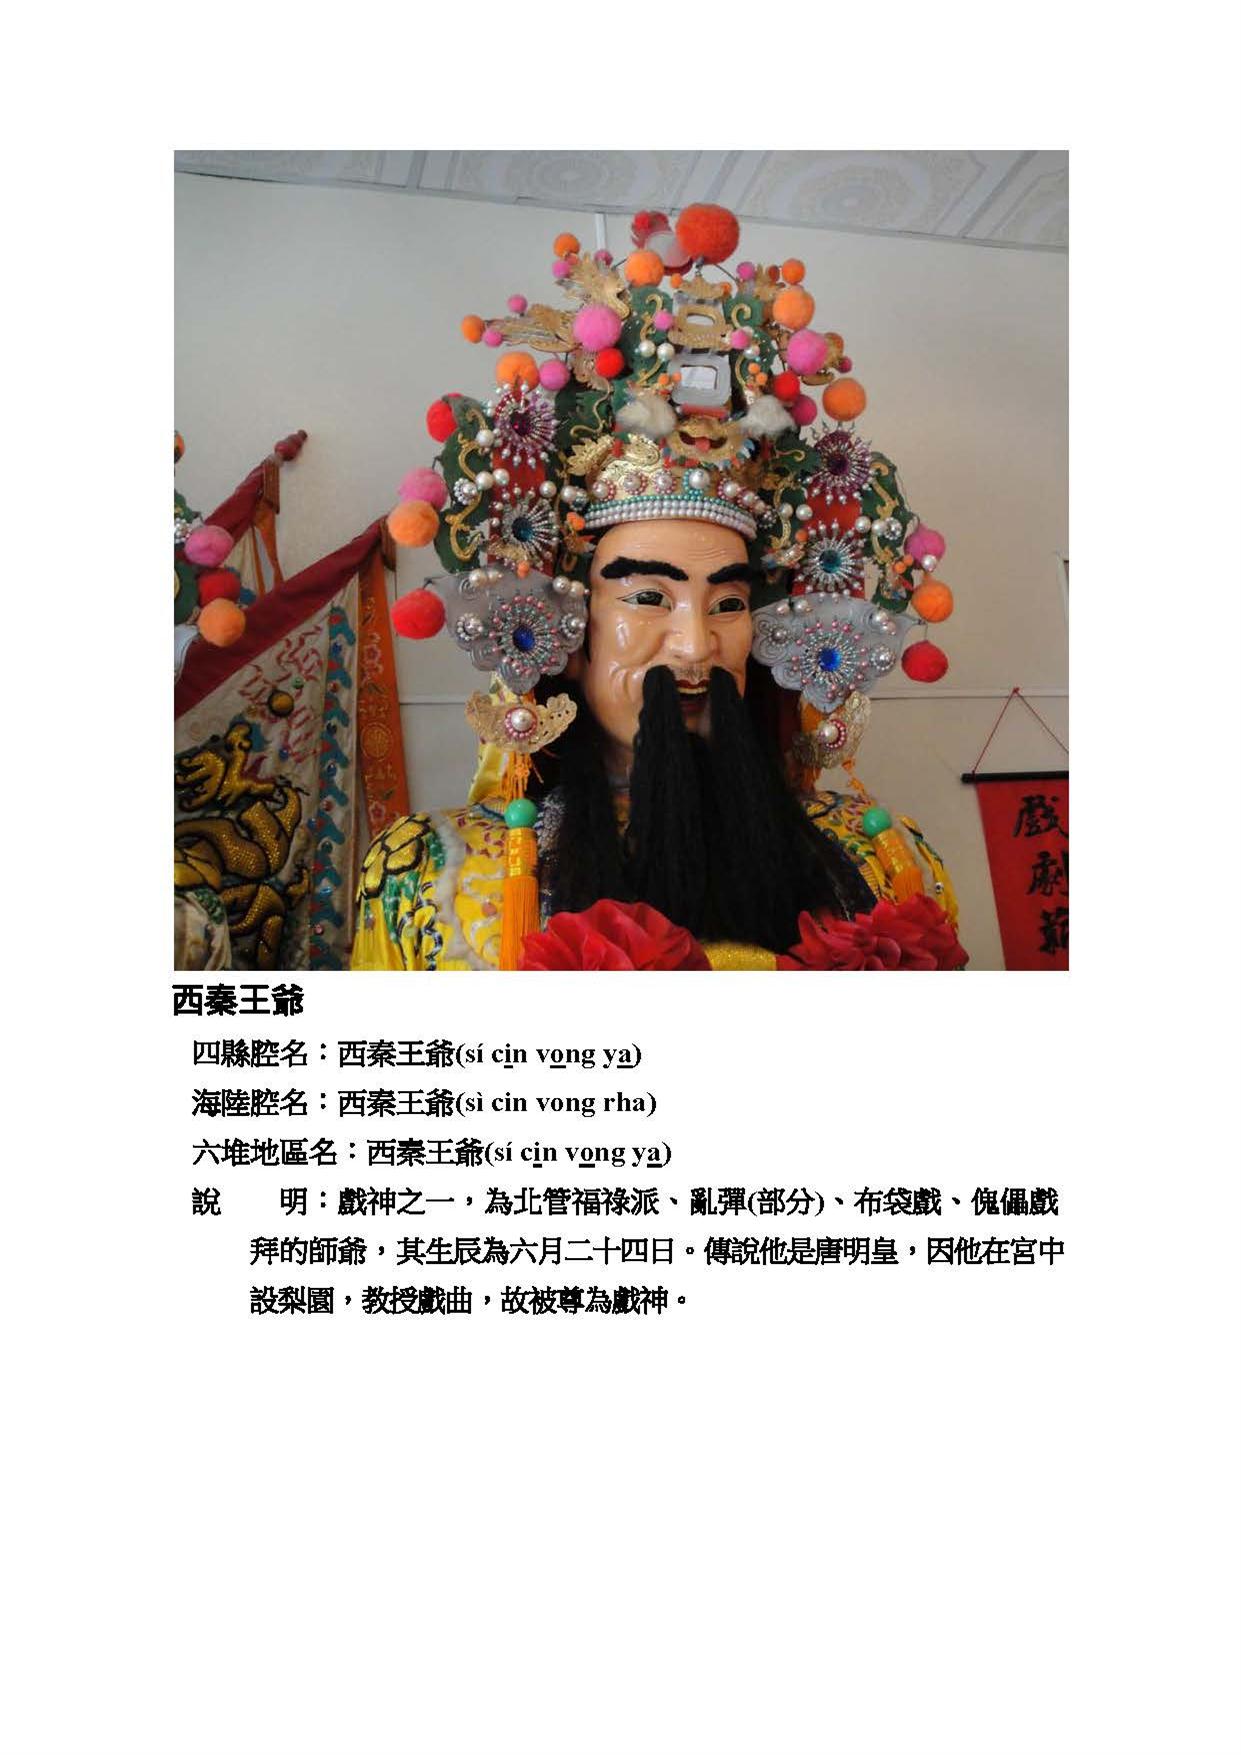 戲劇
西秦王爺
四縣腔名：西秦王爺(sí ci̲n vo̲ng ya̲)
海陸腔名：西秦王爺(sì cin vong rha)
六堆地區名：西秦王爺(sí ci̲n vo̲ng ya̲)
說　　明：戲神之一，為北管福祿派、亂彈(部分)、布袋戲、傀儡戲
拜的師爺，其生辰為六月二十四日。傳說他是唐明皇，因他在宮中
設梨園，教授戲曲，故被尊為戲神。